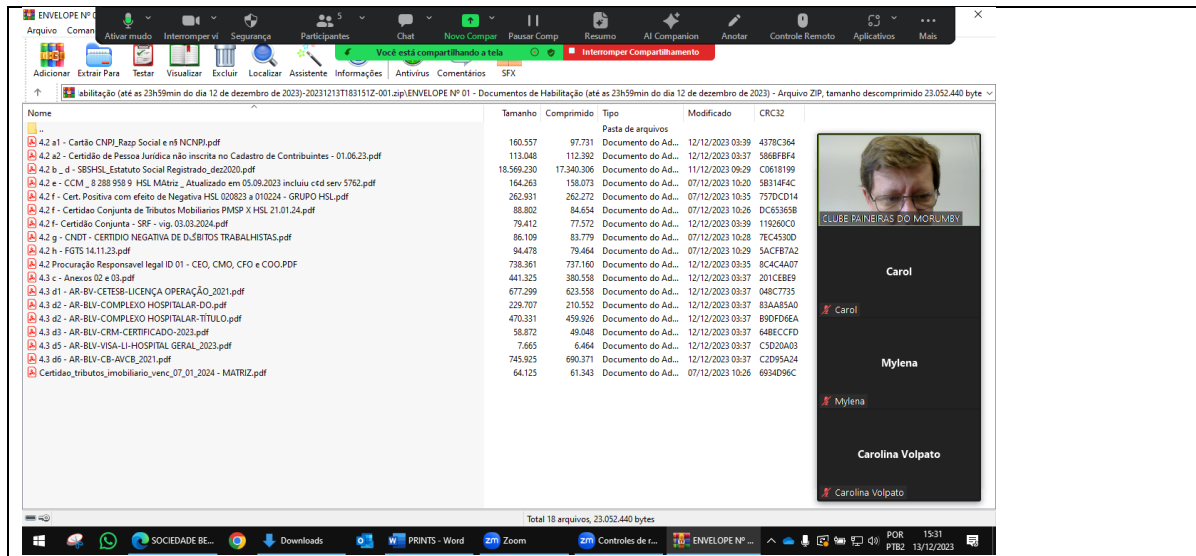 ENVELOPE Nº 0
Arquivo Coman
Ativar mudo Interromper ví Segurança Participantes 5 Chat Novo Compar Pausar Comp Resumo AI Companion Anotar Controle Remoto Aplicativos Mais
Você está compartilhando a tela Interromper Compartilhamento
Adicionar Extrair Para Testar Visualizar Excluir Localizar Assistente Informações Antivírus Comentários SFX
abilitação (até as 23h59min do dia 12 de dezembro de 2023)-20231213T183151Z-001.zip\ENVELOPE Nº 01 - Documentos de Habilitação (até as 23h59min do dia 12 de dezembro de 2023) - Arquivo ZIP, tamanho descomprimido 23.052.440 byte
Nome Tamanho Comprimido Tipo Modificado CRC32
.. Pasta de arquivos
4.2 a1 - Cartão CNPJ_Razp Social e nß NCNPJ.pdf 160.557 97.731 Documento do Ad... 12/12/2023 03:39 4378C364
4.2 a2 - Certidão de Pessoa Jurídica não inscrita no Cadastro de Contribuintes - 01.06.23.pdf 113.048 112.392 Documento do Ad... 12/12/2023 03:37 586BFBF4
4.2 b _ d - SBSHSL_Estatuto Social Registrado_dez2020.pdf 18.569.230 17.340.306 Documento do Ad... 11/12/2023 09:29 C0618199
4.2 e - CCM _ 8 288 958 9 HSL MAtriz _ Atualizado em 05.09.2023 incluiu c¢d serv 5762.pdf 164.263 158.073 Documento do Ad... 07/12/2023 10:20 5B314F4C
4.2 f - Cert. Positiva com efeito de Negativa HSL 020823 a 010224 - GRUPO HSL.pdf 262.931 262.272 Documento do Ad... 07/12/2023 10:35 757DCD14
4.2 f - Certidao Conjunta de Tributos Mobiliarios PMSP X HSL 21.01.24.pdf 88.802 84.654 Documento do Ad... 07/12/2023 10:26 DC65365B
4.2 f- Certidão Conjunta - SRF - vig. 03.03.2024.pdf 79.412 77.572 Documento do Ad... 12/12/2023 03:39 119260C0
4.2 g - CNDT - CERTIDIO NEGATIVA DE D‚ŠBITOS TRABALHISTAS.pdf 86.109 83.779 Documento do Ad... 07/12/2023 10:28 7EC4530D
4.2 h - FGTS 14.11.23.pdf 94.478 79.464 Documento do Ad... 07/12/2023 10:29 5ACFB7A2
4.2 Procuração Responsavel legal ID 01 - CEO, CMO, CFO e COO.PDF 738.361 737.160 Documento do Ad... 12/12/2023 03:35 8C4C4A07
4.3 c - Anexos 02 e 03.pdf 441.325 380.558 Documento do Ad... 12/12/2023 03:37 201CEBE9
4.3 d1 - AR-BV-CETESB-LICENÇA OPERAÇÃO_2021.pdf 677.299 623.558 Documento do Ad... 12/12/2023 03:37 048C7735
4.3 d2 - AR-BLV-COMPLEXO HOSPITALAR-DO.pdf 229.707 210.552 Documento do Ad... 12/12/2023 03:37 83AA85A0
4.3 d2 - AR-BLV-COMPLEXO HOSPITALAR-TÍTULO.pdf 470.331 459.926 Documento do Ad... 12/12/2023 03:37 B9DFD6EA
4.3 d3 - AR-BLV-CRM-CERTIFICADO-2023.pdf 58.872 49.048 Documento do Ad... 12/12/2023 03:37 64BECCFD
4.3 d5 - AR-BLV-VISA-LI-HOSPITAL GERAL_2023.pdf 7.665 6.464 Documento do Ad... 12/12/2023 03:37 C5D20A03
4.3 d6 - AR-BLV-CB-AVCB_2021.pdf 745.925 690.371 Documento do Ad... 12/12/2023 03:37 C2D95A24
Certidao_tributos_imobiliario_venc_07_01_2024 - MATRIZ.pdf 64.125 61.343 Documento do Ad... 07/12/2023 10:26 6934D96C
CLUBE PAINEIRAS DO MORUMBY
Carol
Carol
Mylena
Mylena
Carolina Volpato
Carolina Volpato
Total 18 arquivos, 23.052.440 bytes
SOCIEDADE BE... Downloads PRINTS - Word Zoom Controles de r... ENVELOPE Nº ... POR 15:31
PTB2 13/12/2023